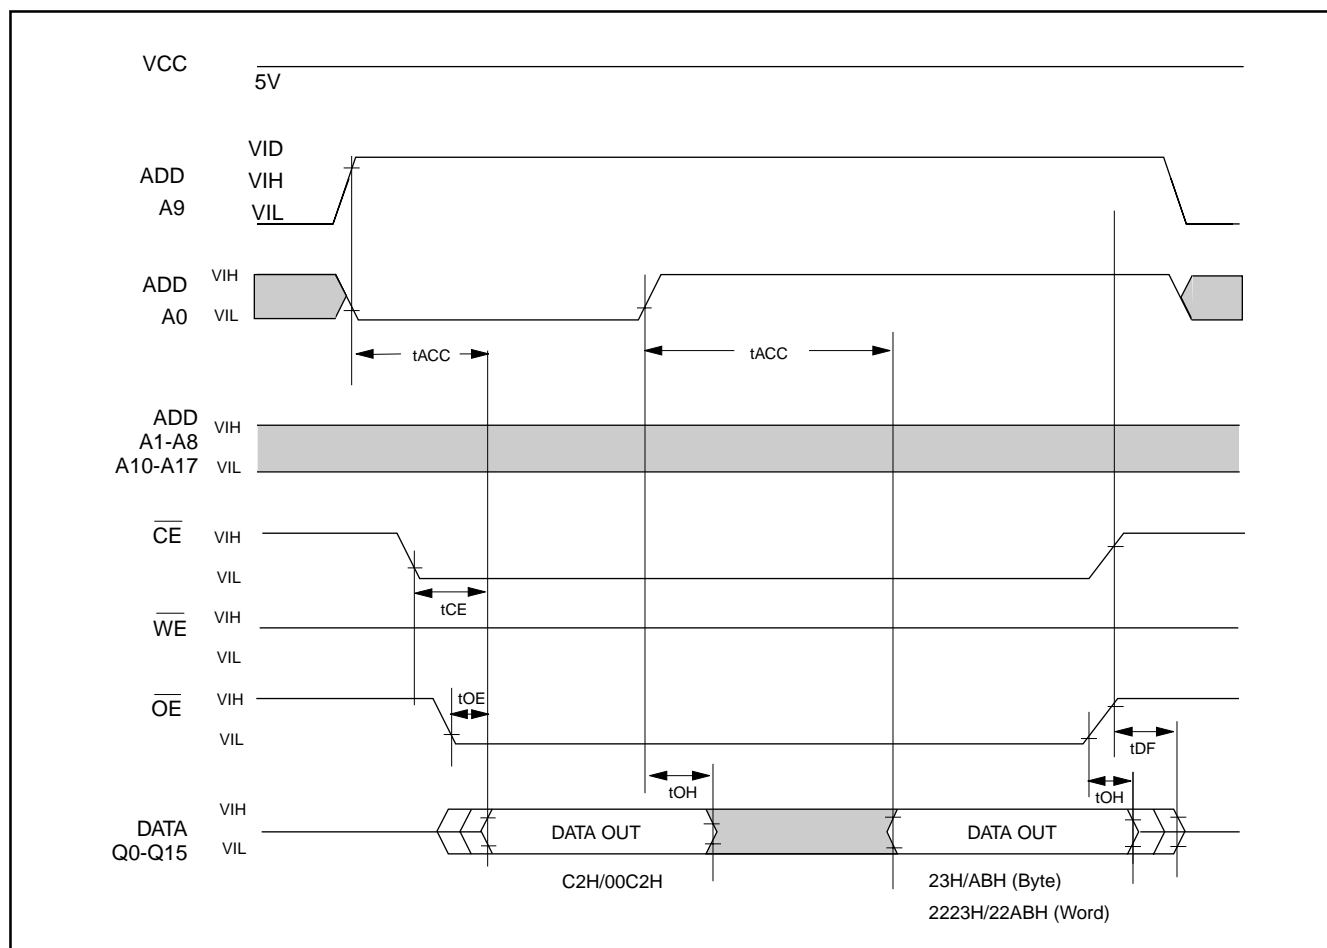 VCC
5V
VID
ADD
VIH
A9
VIL
ADD
VIH
A0
VIL
tACC
tACC
ADD
VIH
A1-A8
A10-A17
VIL
CE
VIH
VIL
tCE
WE
VIH
VIL
OE
VIH
tOE
VIL
tDF
tOH
tOH
VIH
DATA
VIL
Q0-Q15
DATA OUT
DATA OUT
C2H/00C2H
23H/ABH (Byte)
2223H/22ABH (Word)